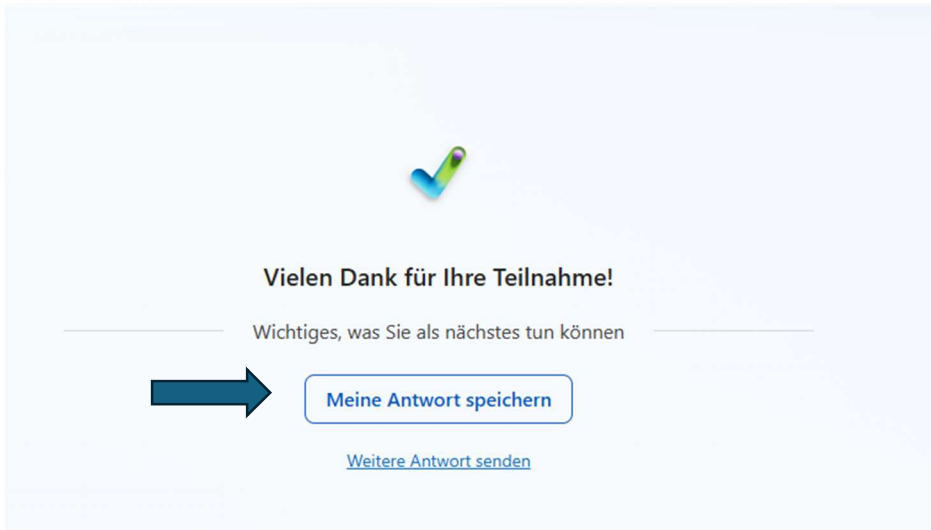 Vielen Dank für Ihre Teilnahme!
Wichtiges, was Sie als nächstes tun können
Meine Antwort speichern
Weitere Antwort senden